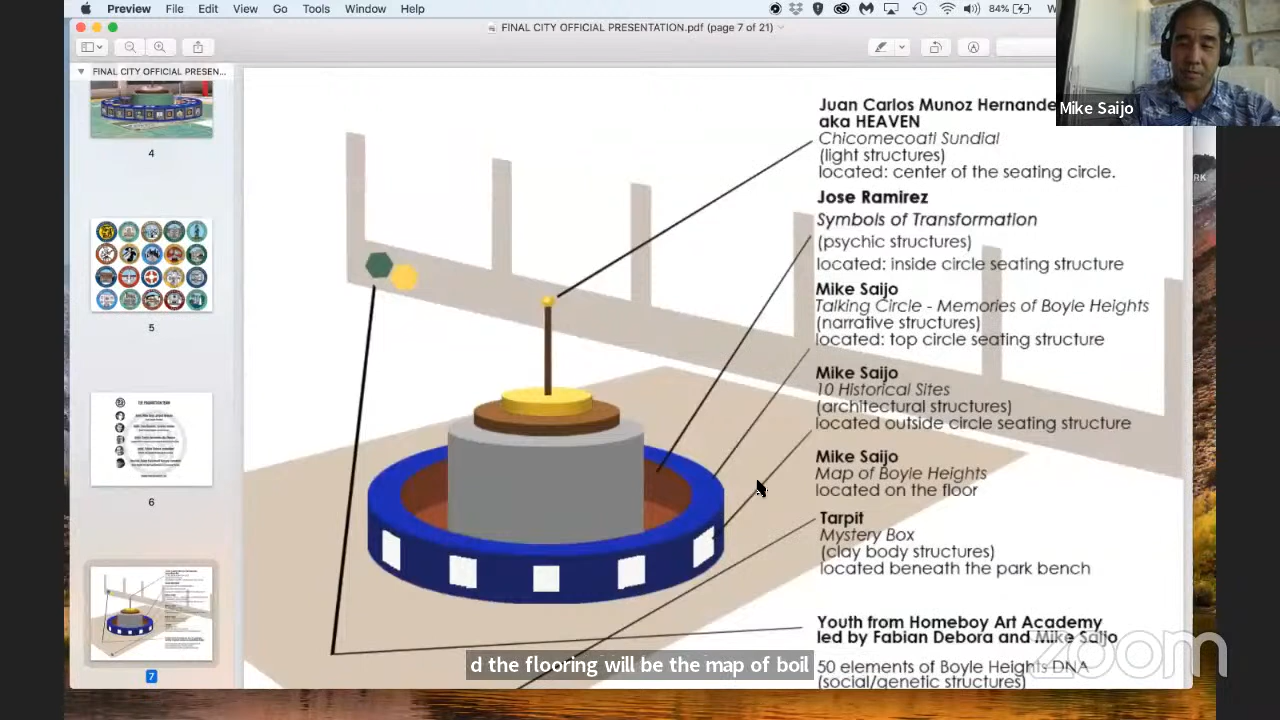 Preview File Edit View Go Tools Window Help
84%
FINAL CITY OFFICIAL PRESENTATION.pdf (page 7 of 21)
FINAL CITY OFFICIAL PRESEN...
4
5
6
7
Mike Saijo
Juan Carlos Munoz Hernande
aka HEAVEN
Chicomecoatl Sundial
(light structures)
located: center of the seating circle.
Jose Ramirez
Symbols of Transformation
(psychic structures)
located: inside circle seating structure
Mike Saijo
Talking Circle - Memories of Boyle Heights
(narrative structures)
located: top circle seating structure
Mike Saijo
10 Historical Sites
(architectural structures)
located outside circle seating structure
Mike Saijo
Map of Boyle Heights
located on the floor
Tarpit
Mystery Box
(clay body structures)
located beneath the park bench
Youth from Homeboy Art Academy
led by Fabian Debora and Mike Saijo
50 elements of Boyle Heights DNA
(social/genetic structures)
d the flooring will be the map of boil
zoom
RK